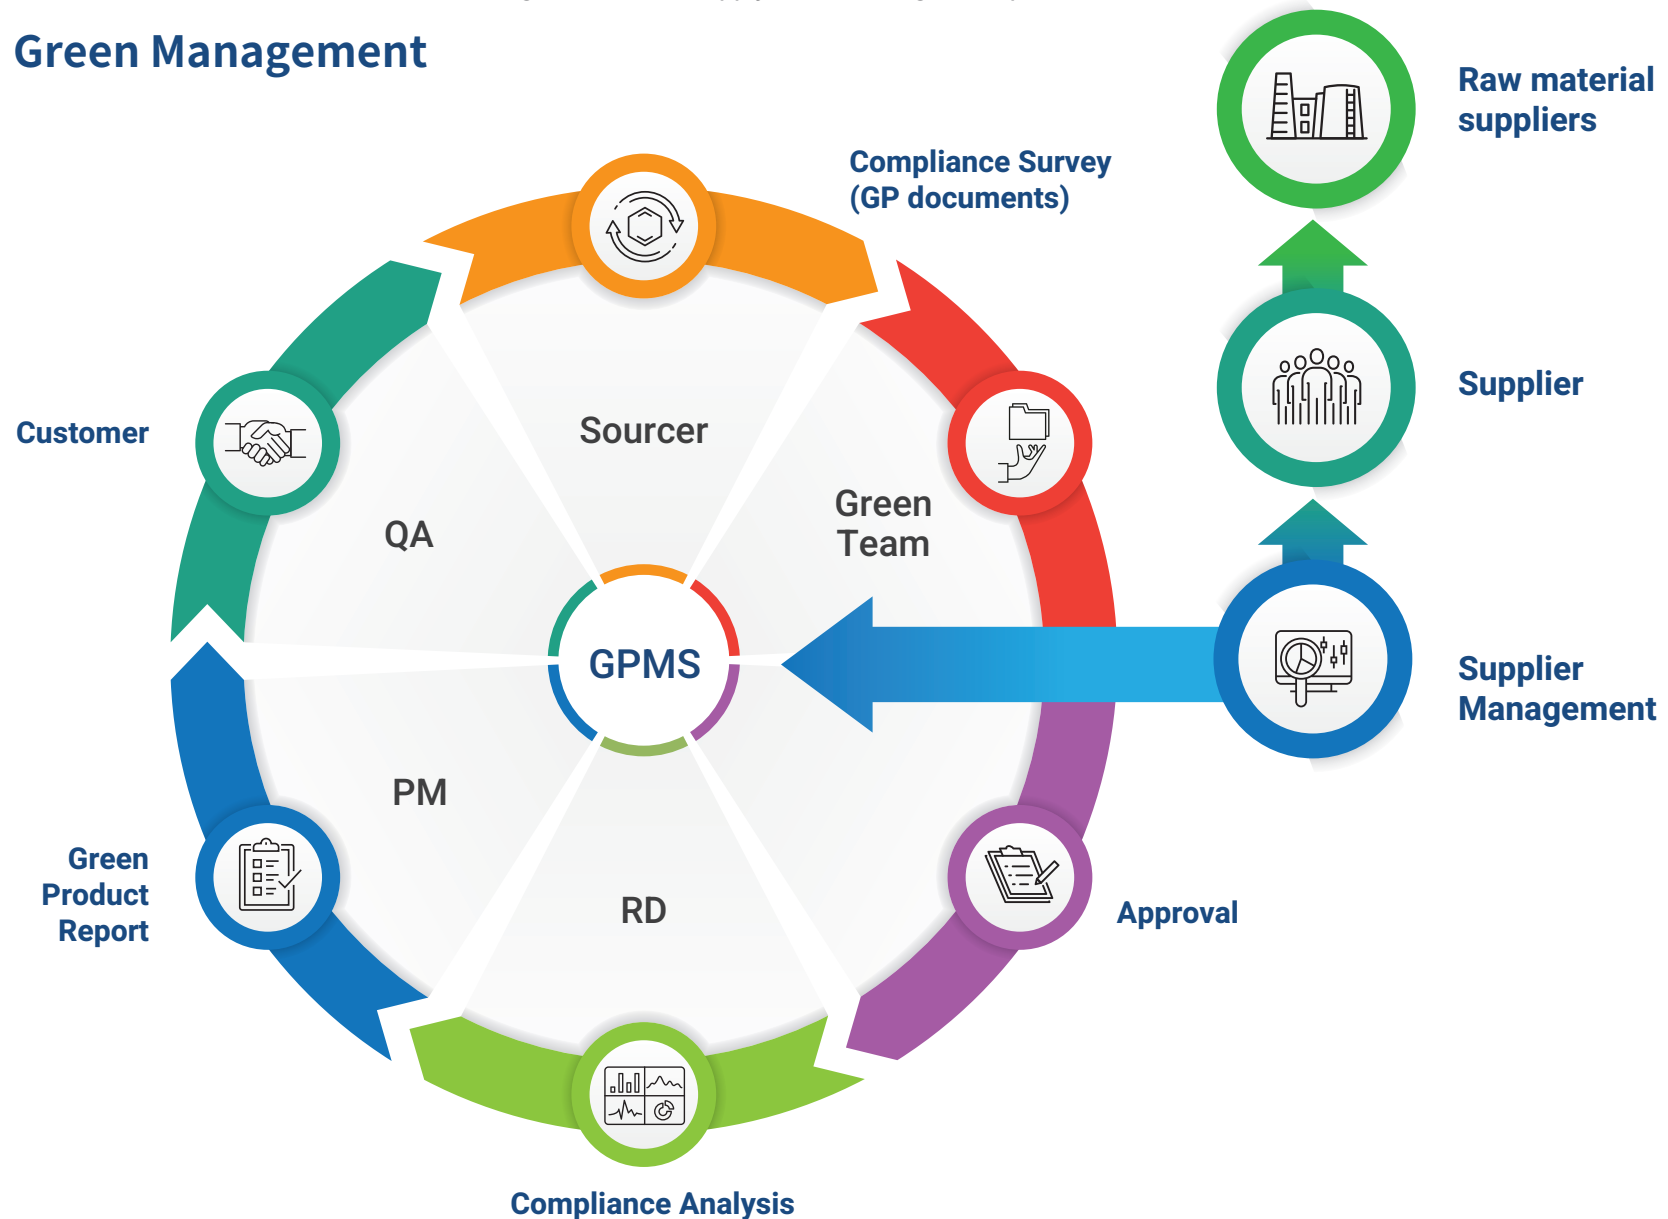 Green Management
Raw material
suppliers
Compliance Survey
(GP documents)
Supplier
Customer
Sourcer
Green
Team
QA
GPMS
Supplier
Management
PM
Green
Product
Report
RD
Approval
Compliance Analysis